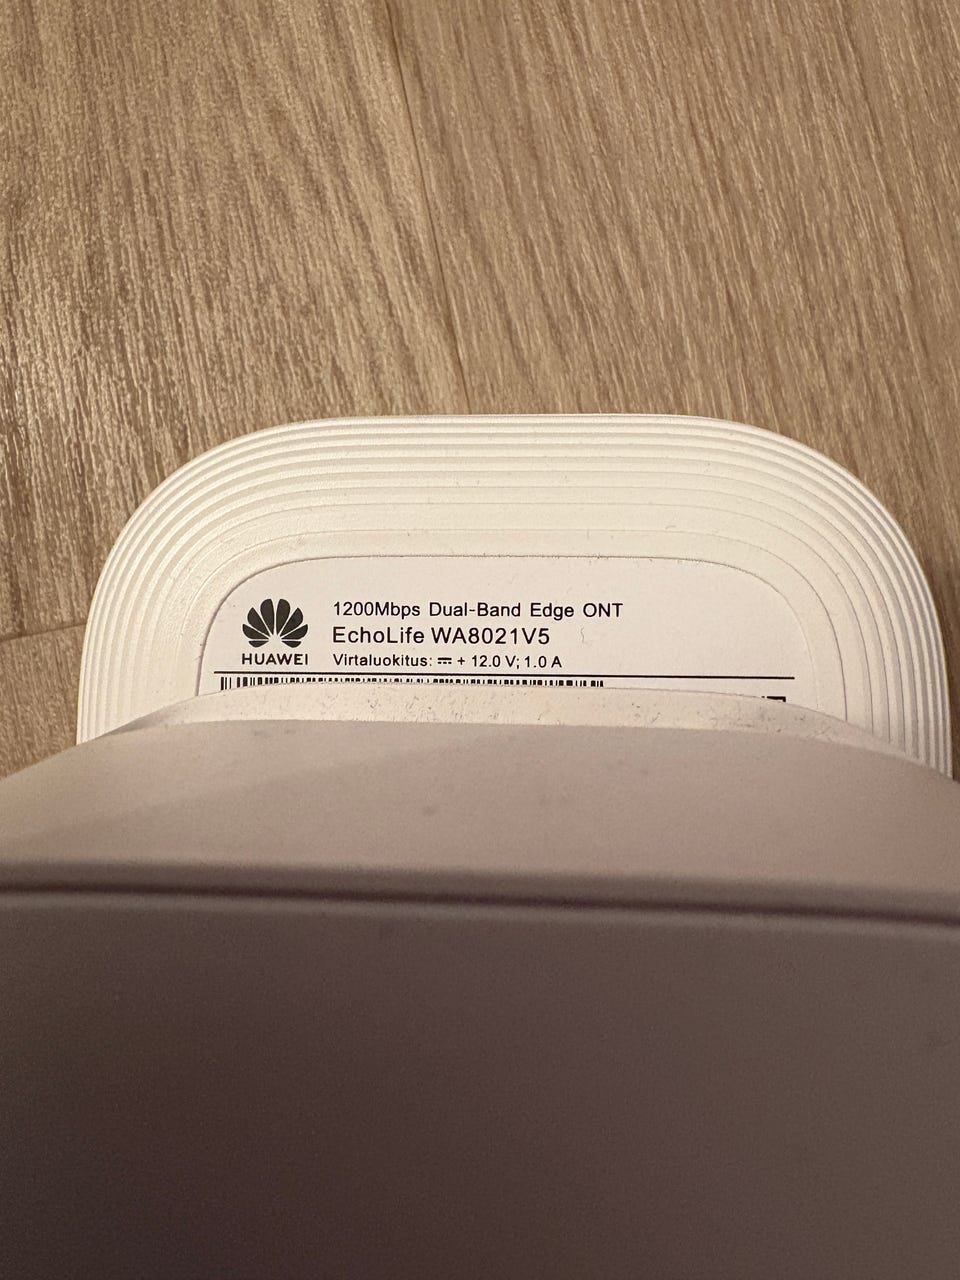 1200Mbps Dual-Band Edge ONT
EchoLife WA8021V5
HUAWEI
Virtaluokitus: ⎓ + 12.0 V; 1.0 A